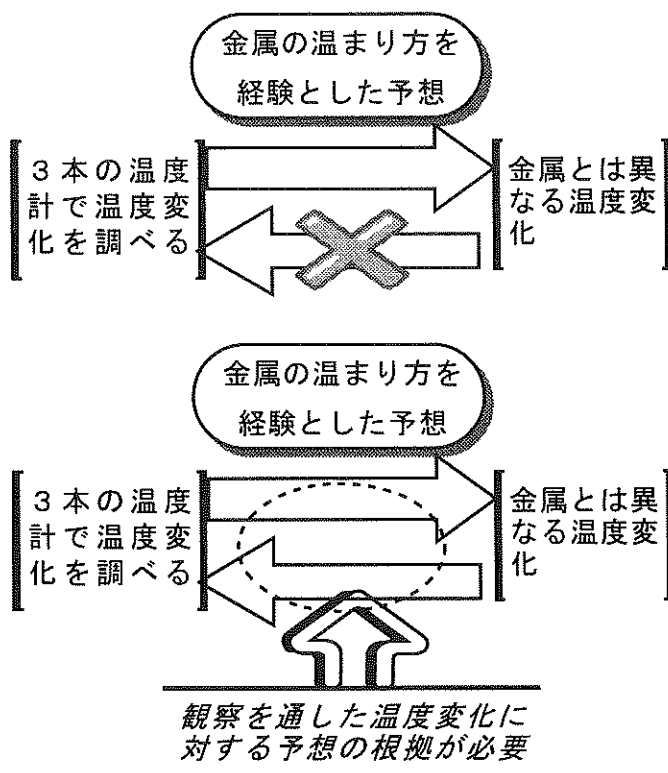 金属の温まり方を
経験とした予想
３本の温度
計で温度変
化を調べる
金属とは異
なる温度変
化
金属の温まり方を
経験とした予想
３本の温度
計で温度変
化を調べる
金属とは異
なる温度変
化
観察を通した温度変化に
対する予想の根拠が必要